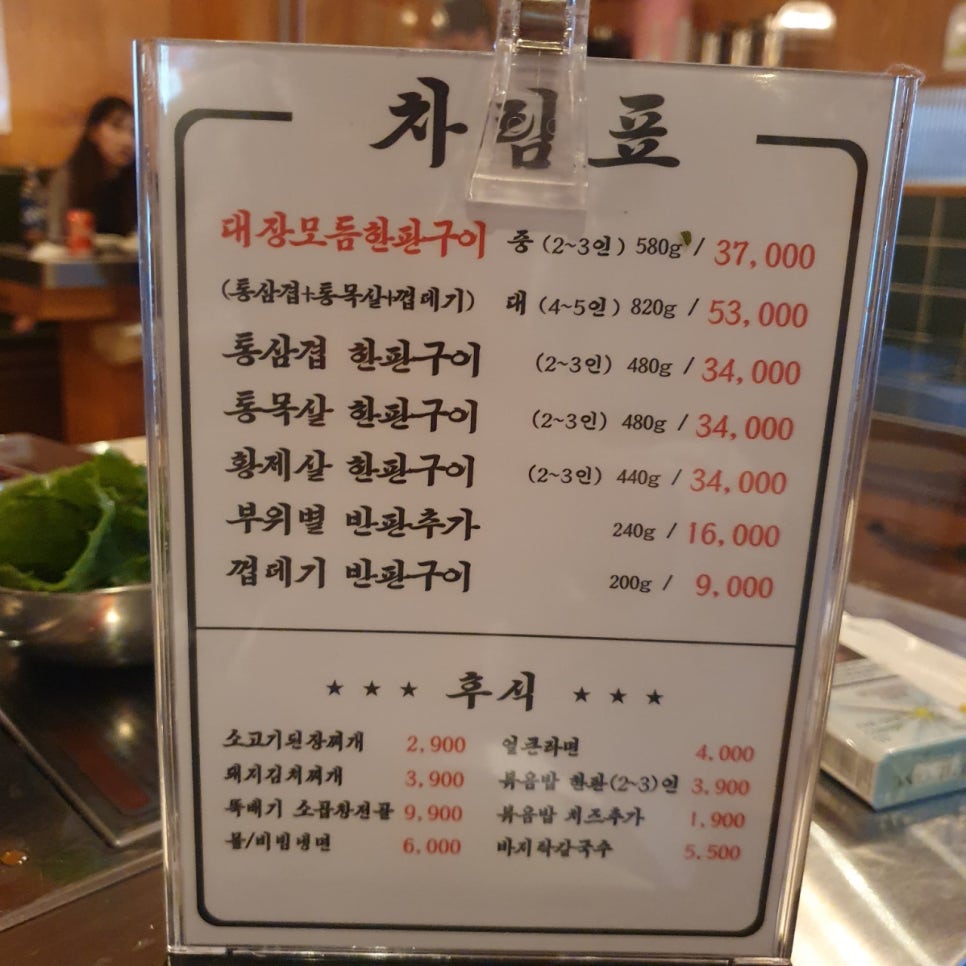 차림표
대장모듬한판구이 중 (2~3인) 580g / 37,000
(통삼겹+통목살+껍데기) 대 (4~5인) 820g / 53,000
통삼겹 한판구이 (2~3인) 480g / 34,000
통목살 한판구이 (2~3인) 480g / 34,000
황제살 한판구이 (2~3인) 440g / 34,000
부위별 반판추가 240g / 16,000
껍데기 반판구이 200g / 9,000
★ ★ ★ 후식 ★ ★ ★
소고기된장찌개 2,900 얼큰라면 4,000
돼지김치찌개 3,900 볶음밥 한판(2~3)인 3,900
뚝배기 소곱창전골 9,900 볶음밥 치즈추가 1,900
물/비빔냉면 6,000 바지락칼국수 5,500